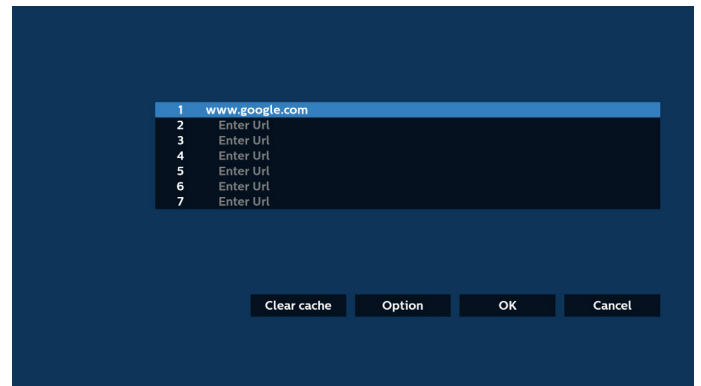 1 www.google.com
2 Enter Url
3 Enter Url
4 Enter Url
5 Enter Url
6 Enter Url
7 Enter Url
Clear cache Option OK Cancel